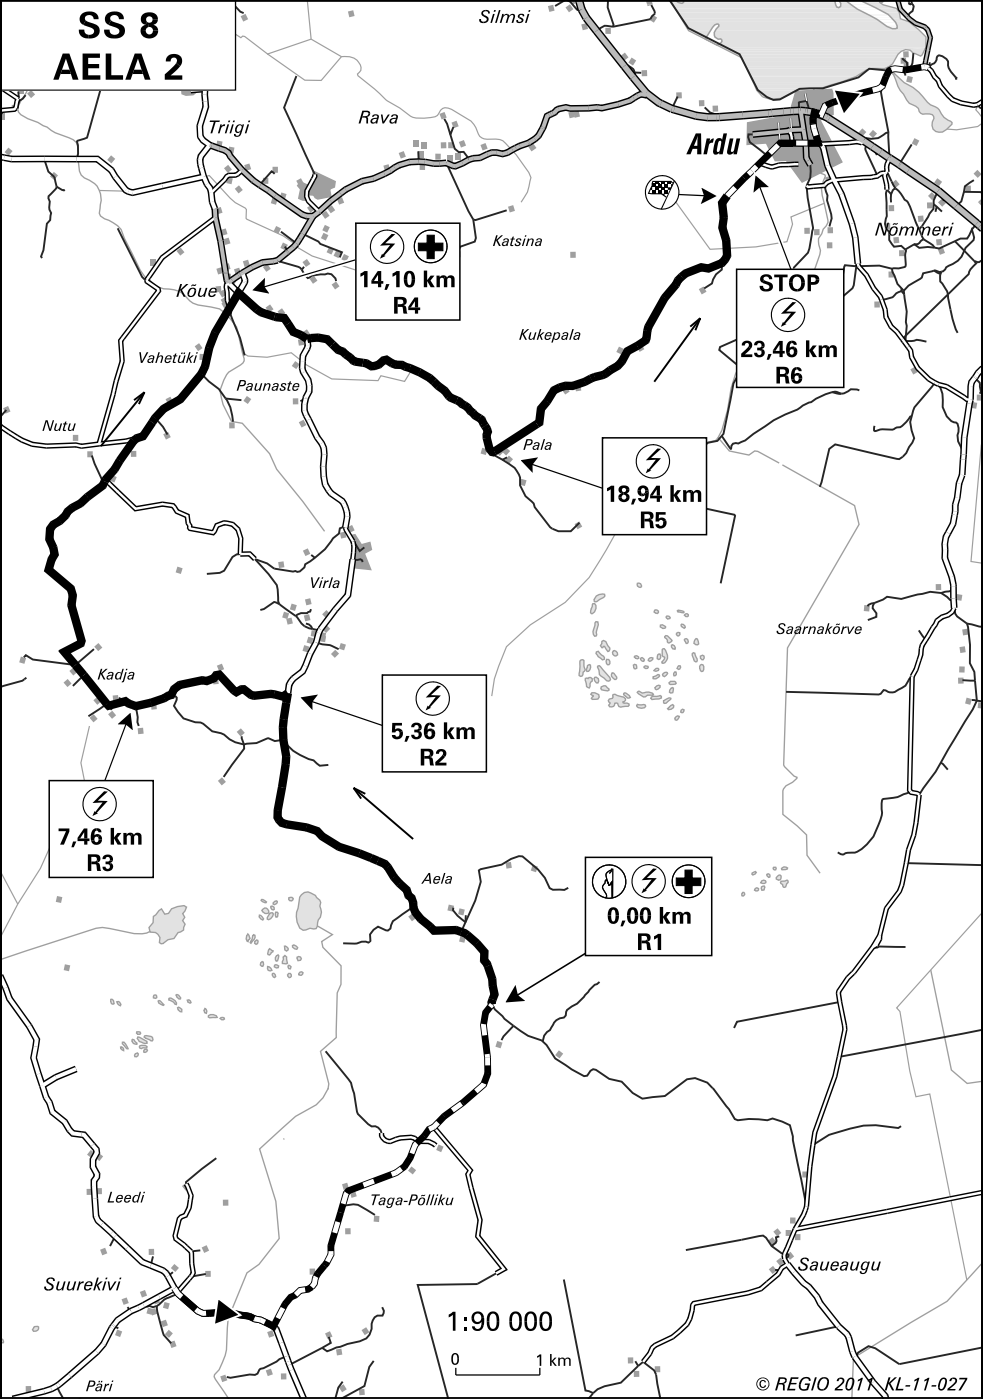 SS 8
AELA 2
Silmsi
Triigi
Rava
Ardu
Nõmmeri
Katsina
14,10 km
R4
Kõue
STOP
23,46 km
R6
Kukepala
Vahetüki
Paunaste
Nutu
Pala
18,94 km
R5
Virla
Saarnakõrve
Kadja
5,36 km
R2
7,46 km
R3
Aela
0,00 km
R1
Leedi
Taga-Põlliku
Saueaugu
Suurekivi
1:90 000
0 1 km
Päri
© REGIO 2011 KL-11-027